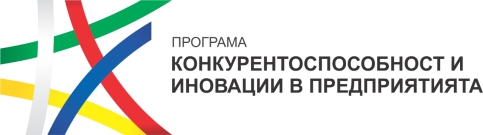 ПРОГРАМА
КОНКУРЕНТОСПОСОБНОСТ И
ИНОВАЦИИ В ПРЕДПРИЯТИЯТА